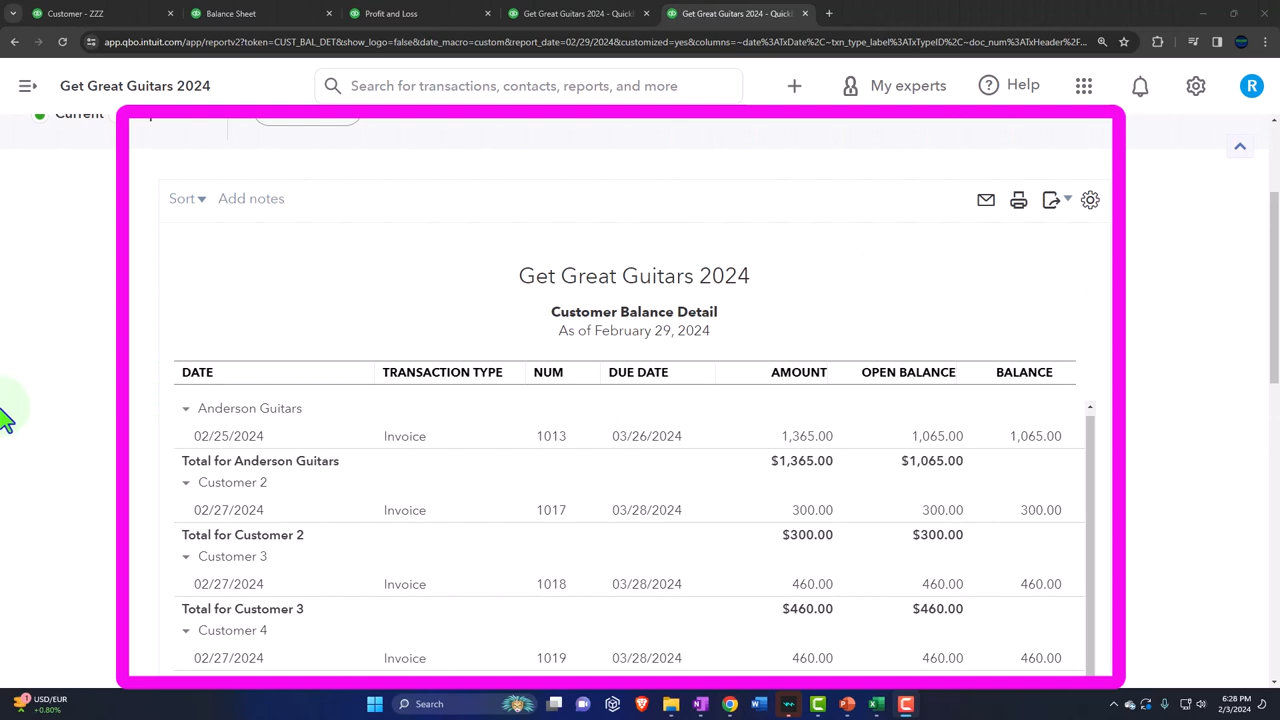 Customer - ZZZ
Balance Sheet
Profit and Loss
Get Great Guitars 2024 - Quick
Get Great Guitars 2024 - Quick
app.qbo.intuit.com/app/reportv2?token=CUST_BAL_DET&show_logo=false&date_macro=custom&report_date=02/29/2024&customized=yes&columns=~date%3ATxDate%2C~txn_type_label%3ATxTypeID%2C~doc_num%3ATxHeader%2F...
Get Great Guitars 2024
Search for transactions, contacts, reports, and more
My experts
Help
R
Current
Sort Add notes
Get Great Guitars 2024
Customer Balance Detail
As of February 29, 2024
DATE TRANSACTION TYPE NUM DUE DATE AMOUNT OPEN BALANCE BALANCE
Anderson Guitars
02/25/2024 Invoice 1013 03/26/2024 1,365.00 1,065.00 1,065.00
Total for Anderson Guitars $1,365.00 $1,065.00
Customer 2
02/27/2024 Invoice 1017 03/28/2024 300.00 300.00 300.00
Total for Customer 2 $300.00 $300.00
Customer 3
02/27/2024 Invoice 1018 03/28/2024 460.00 460.00 460.00
Total for Customer 3 $460.00 $460.00
Customer 4
02/27/2024 Invoice 1019 03/28/2024 460.00 460.00 460.00
USD/EUR
+0.80%
Search
6:28 PM
2/3/2024